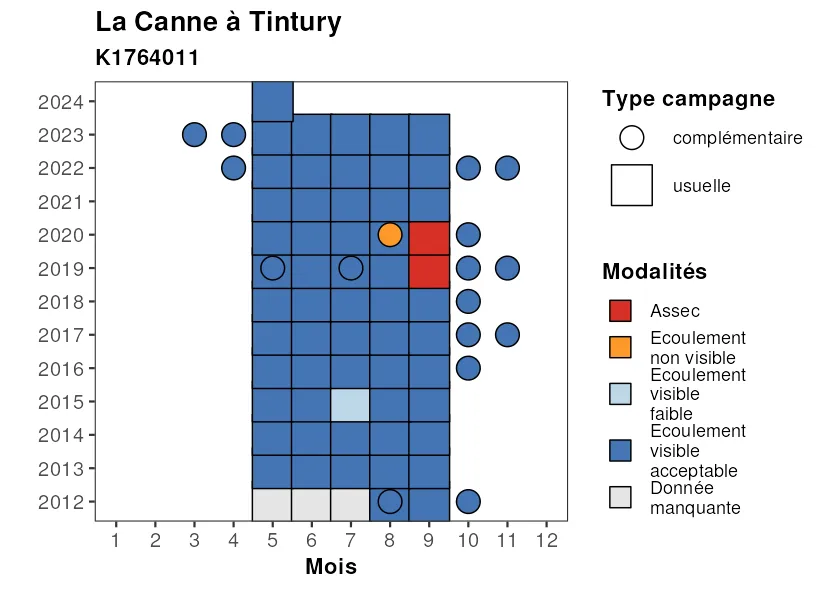 La Canne à Tintury
K1764011
2024
2023
2022
2021
2020
2019
2018
2017
2016
2015
2014
2013
2012
1 2 3 4 5 6 7 8 9 10 11 12
Mois
Type campagne
complémentaire
usuelle
Modalités
Assec
Ecoulement
non visible
Ecoulement
visible
faible
Ecoulement
visible
acceptable
Donnée
manquante